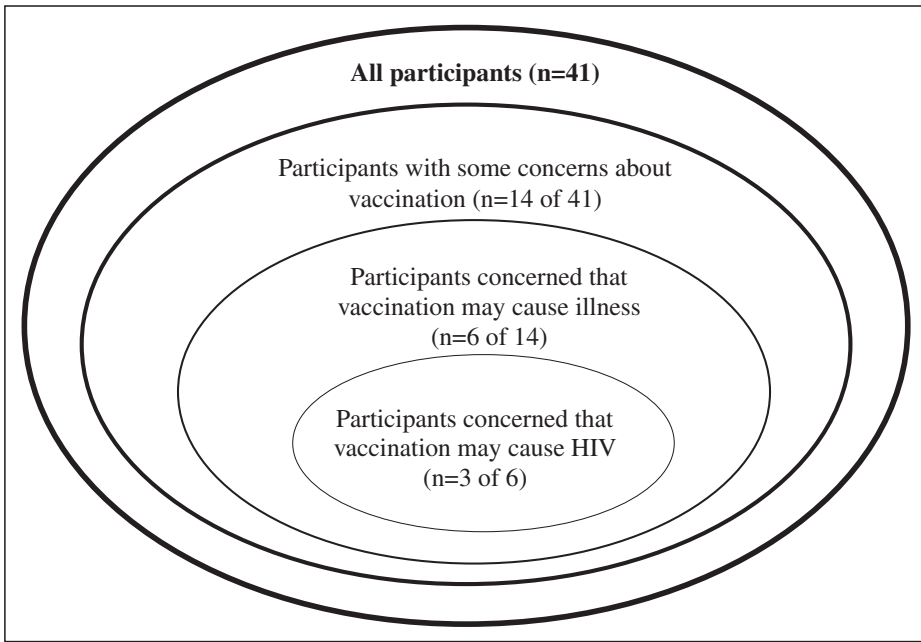 All participants (n=41)
Participants with some concerns about
vaccination (n=14 of 41)
Participants concerned that
vaccination may cause illness
(n=6 of 14)
Participants concerned that
vaccination may cause HIV
(n=3 of 6)